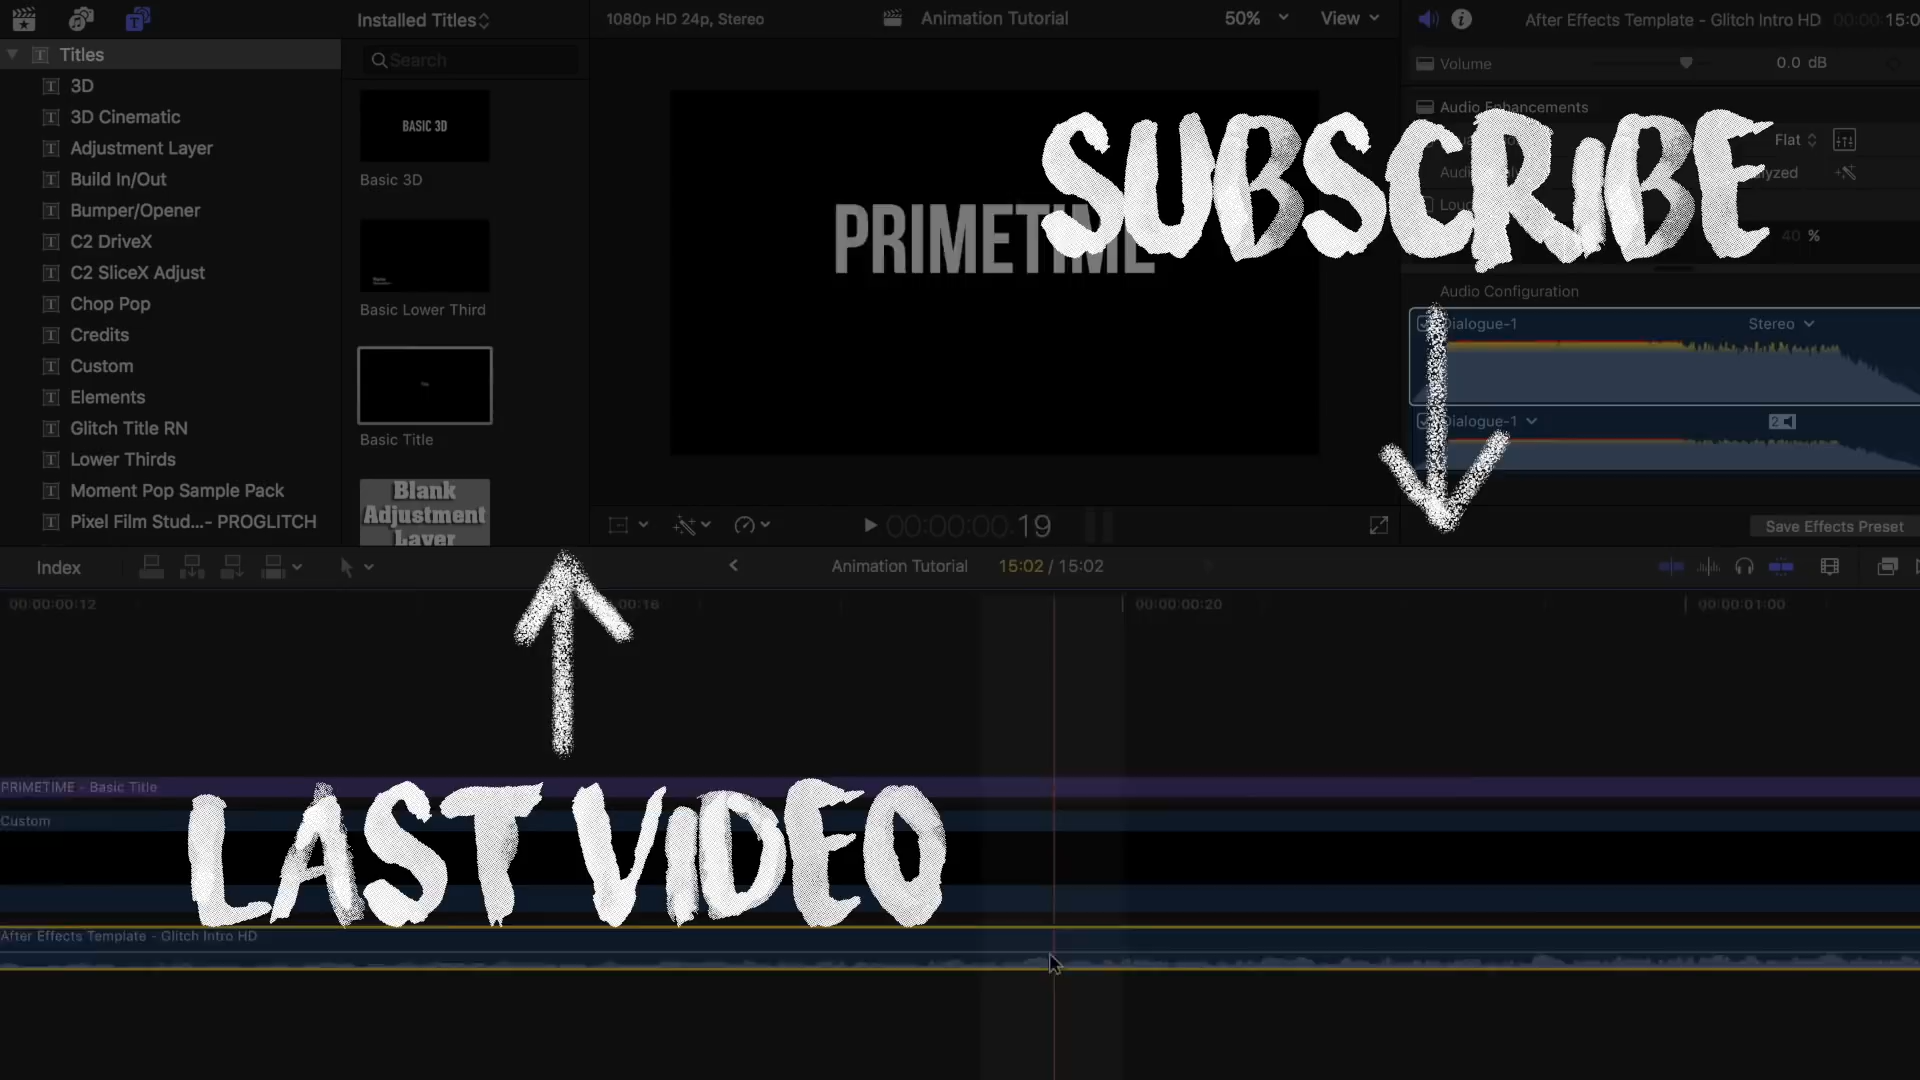 Installed Titles
1080p HD 24p, Stereo
Animation Tutorial
50%
View
After Effects Template - Glitch Intro HD
15:0
Titles
3D
3D Cinematic
Adjustment Layer
Build In/Out
Bumper/Opener
C2 DriveX
C2 SliceX Adjust
Chop Pop
Credits
Custom
Elements
Glitch Title RN
Lower Thirds
Moment Pop Sample Pack
Pixel Film Stud...- PROGLITCH
Search
BASIC 3D
Basic 3D
Basic Lower Third
Basic Title
Blank
Adjustment
Layer
PRIMETIME
SUBSCRIBE
Volume
0.0 dB
Audio Enhancements
Flat
40 %
Audio Configuration
Dialogue-1
Stereo
Dialogue-1
2
Save Effects Preset
00:00:00:19
Index
Animation Tutorial
15:02 / 15:02
00:00:00:12
00:16
00:00:00:20
00:00:01:00
PRIMETIME - Basic Title
Custom
LAST VIDEO
After Effects Template - Glitch Intro HD